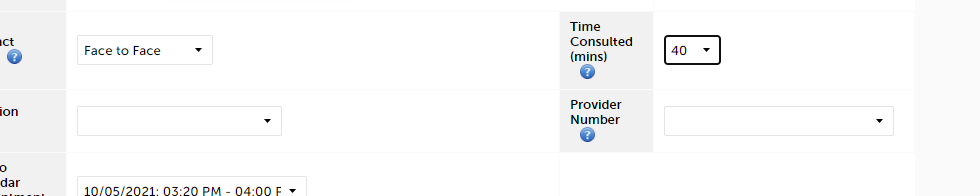 Time
Consulted
(mins)
Face to Face
40
?
?
Provider
Number
?
10/05/2021: 03:20 PM - 04:00